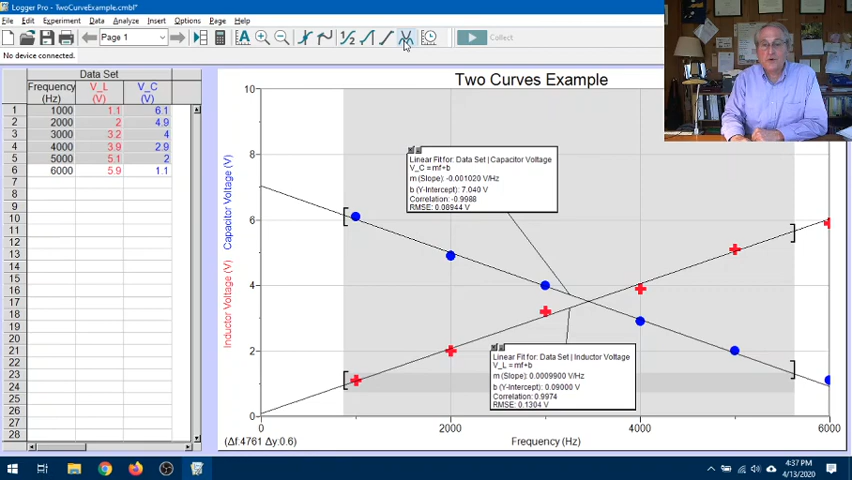 Logger Pro - TwoCurveExample.cmbl*
File Edit Experiment Data Analyze Insert Options Page Help
Page 1
Collect
No device connected.
Data Set
Frequency V_L V_C
(Hz) (V) (V)
1 1000 1.1 6.1
2 2000 2 4.9
3 3000 3.2 4
4 4000 3.9 2.9
5 5000 5.1 2
6 6000 5.9 1.1
7
8
9
10
11
12
13
14
15
16
17
18
19
20
21
22
23
24
25
26
27
28
Two Curves Example
Capacitor Voltage (V)
Inductor Voltage (V)
10
8
6
4
2
0
Linear Fit for: Data Set | Capacitor Voltage
V_C = mf+b
m (Slope): -0.001020 V/Hz
b (Y-Intercept): 7.040 V
Correlation: -0.9988
RMSE: 0.08944 V
Linear Fit for: Data Set | Inductor Voltage
V_L = mf+b
m (Slope): 0.0009900 V/Hz
b (Y-Intercept): 0.09000 V
Correlation: 0.9974
RMSE: 0.1304 V
0 2000 4000 6000
(Δf:4761 Δy:0.6)
Frequency (Hz)
4:37 PM
4/13/2020